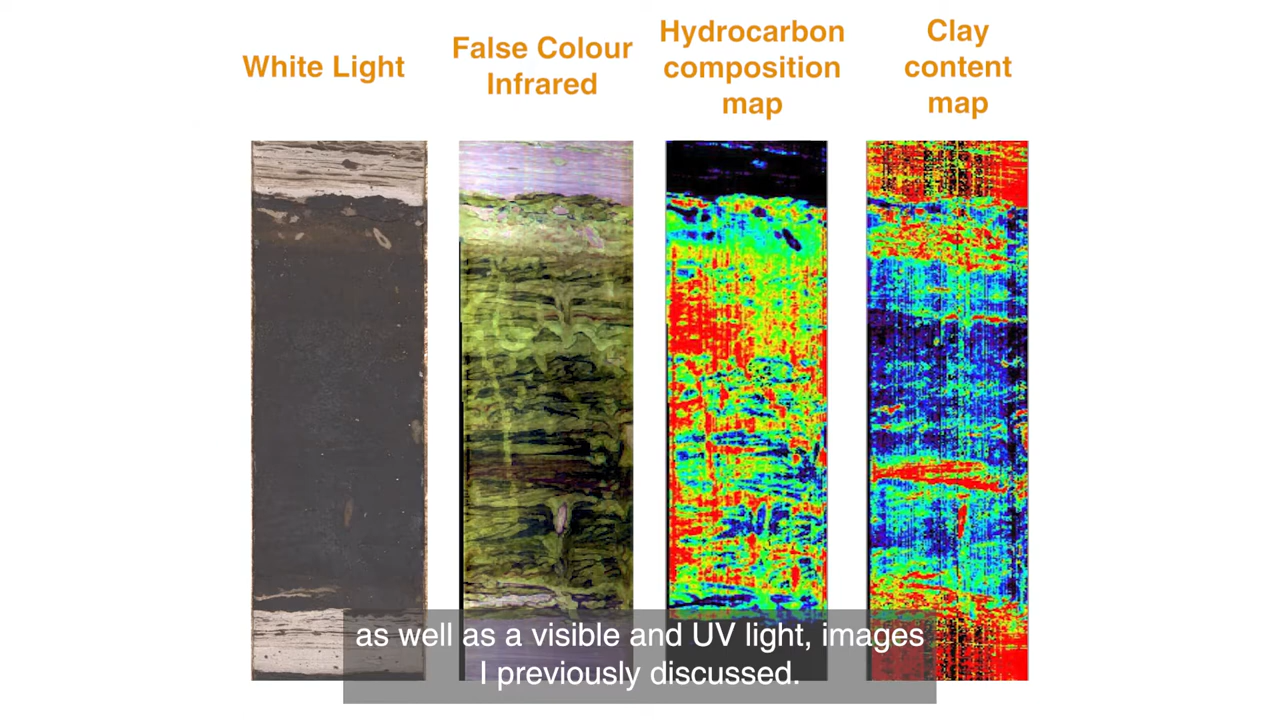 White Light
False Colour
Infrared
Hydrocarbon
composition
map
Clay
content
map
as well as a visible and UV light, images
I previously discussed.